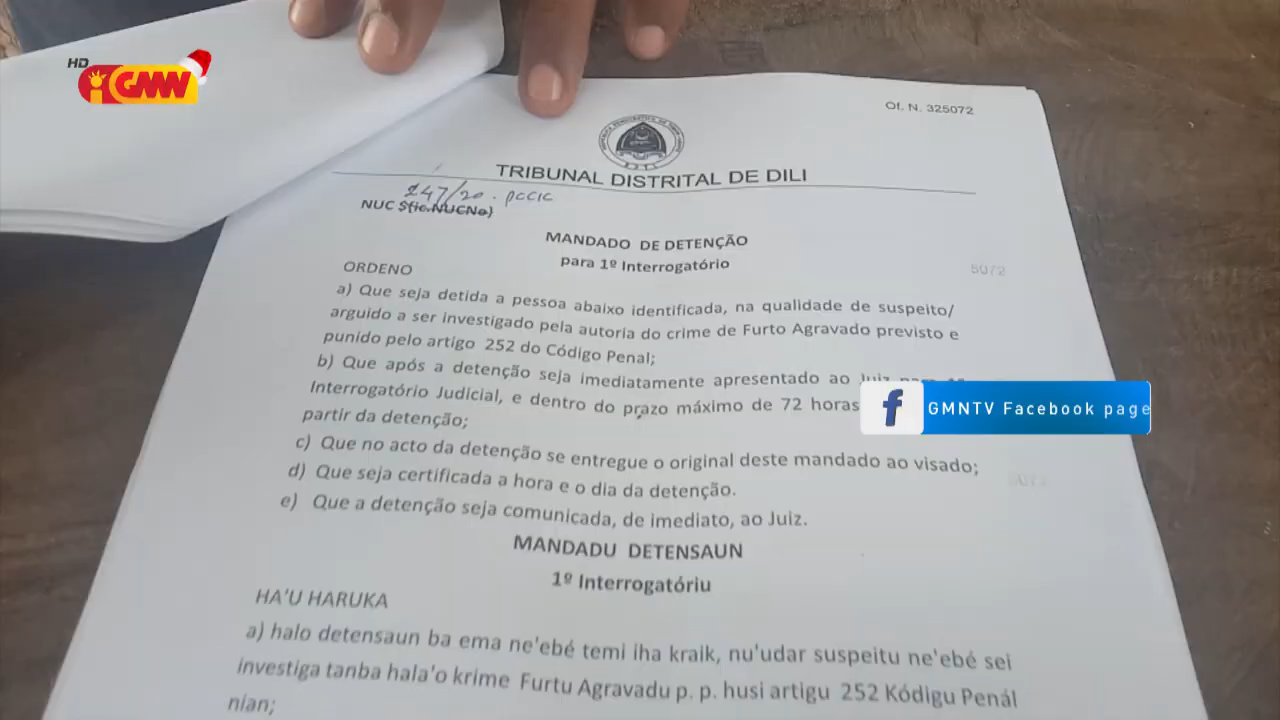 HD
GMN
Of. N. 325072
TRIBUNAL DISTRITAL DE DILI
247/20. PCCIC
NUC $(fic.NUCNa)
MANDADO DE DETENÇÃO
para 1º Interrogatório
5072
ORDENO
a) Que seja detida a pessoa abaixo identificada, na qualidade de suspeito/
arguido a ser investigado pela autoria do crime de Furto Agravado previsto e
punido pelo artigo 252 do Código Penal;
b) Que após a detenção seja imediatamente apresentado ao Juiz
Interrogatório Judicial, e dentro do prazo máximo de 72 horas
partir da detenção;
GMNTV Facebook page
c) Que no acto da detenção se entregue o original deste mandado ao visado;
d) Que seja certificada a hora e o dia da detenção.
e) Que a detenção seja comunicada, de imediato, ao Juiz.
MANDADU DETENSAUN
1º Interrogatóriu
HA'U HARUKA
a) halo detensaun ba ema ne'ebé temi iha kraik, nu'udar suspeitu ne'ebé sei
investiga tanba hala'o krime Furtu Agravadu p. p. husi artigu 252 Kódigu Penál
nian;